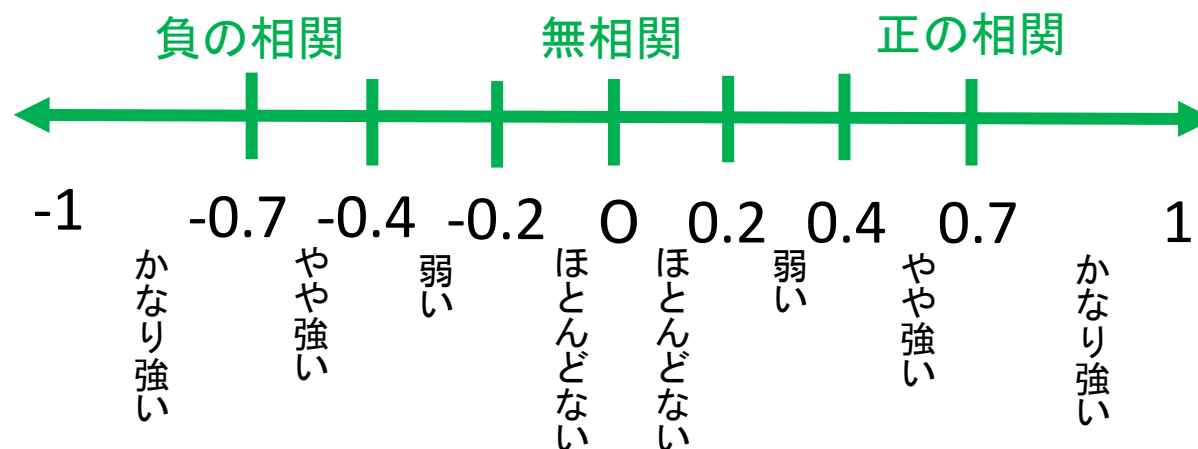 負の相関 無相関 正の相関
-1 -0.7 -0.4 -0.2 O 0.2 0.4 0.7 1
かなり強い
やや強い
弱い
ほとんどない
ほとんどない
弱い
やや強い
かなり強い